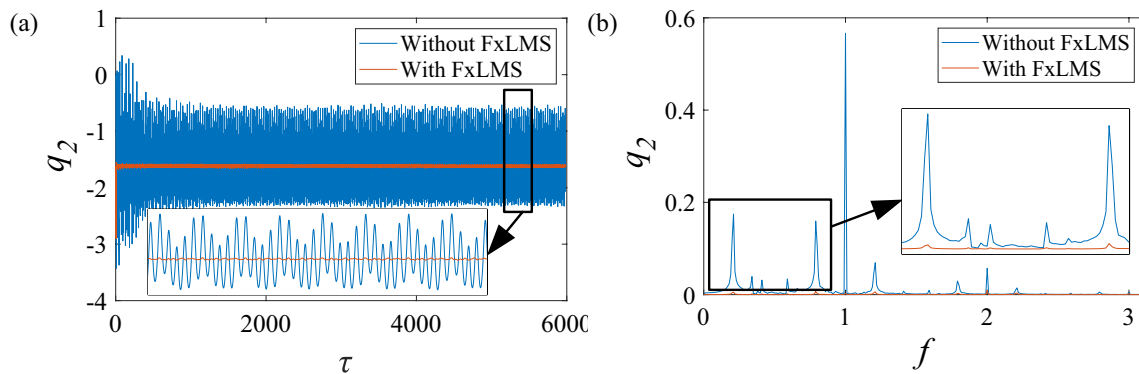 (a)
1
0
-1
-2
-3
-4
q2
Without FxLMS
With FxLMS
0
2000
4000
6000
τ
(b)
0.6
0.4
0.2
0
q2
Without FxLMS
With FxLMS
0
1
2
3
f